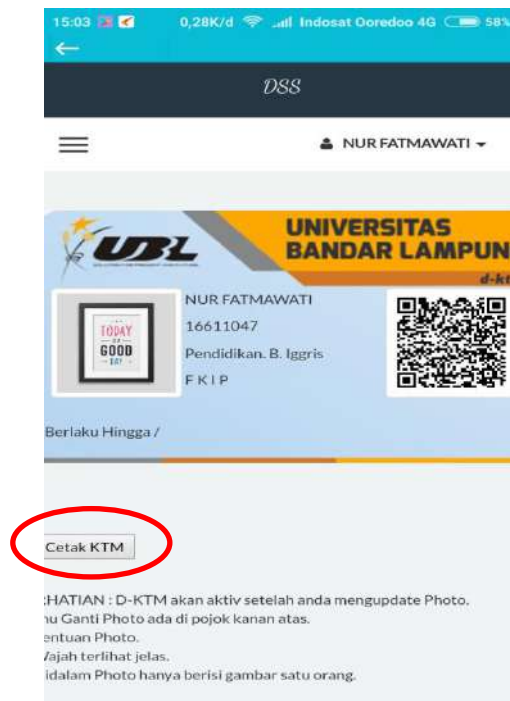 15:03 0,28K/d Indosat Ooredoo 4G 58%
DSS
NUR FATMAWATI
UBL
UNIVERSITAS
BANDAR LAMPUN
d-kt
NUR FATMAWATI
16611047
Pendidikan. B. Iggris
F K I P
TODAY
GOOD
DAY
Berlaku Hingga /
Cetak KTM
HATIAN : D-KTM akan aktiv setelah anda mengupdate Photo.
nu Ganti Photo ada di pojok kanan atas.
entuan Photo.
Vajah terlihat jelas.
idalam Photo hanya berisi gambar satu orang.